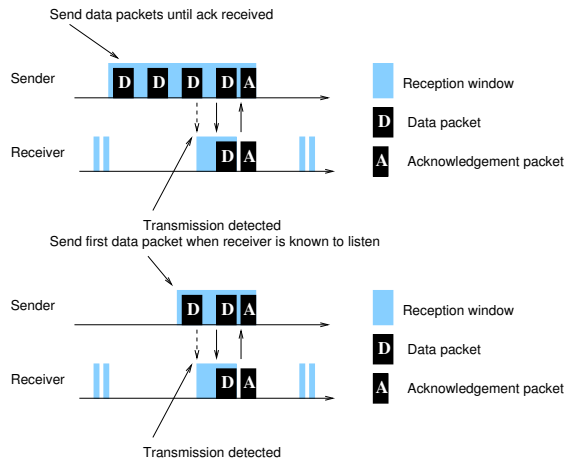 Send data packets until ack received
Sender
D D D D A
Reception window
D Data packet
Receiver
D A
A Acknowledgement packet
Transmission detected
Send first data packet when receiver is known to listen
Sender
D D A
Reception window
D Data packet
Receiver
D A
A Acknowledgement packet
Transmission detected